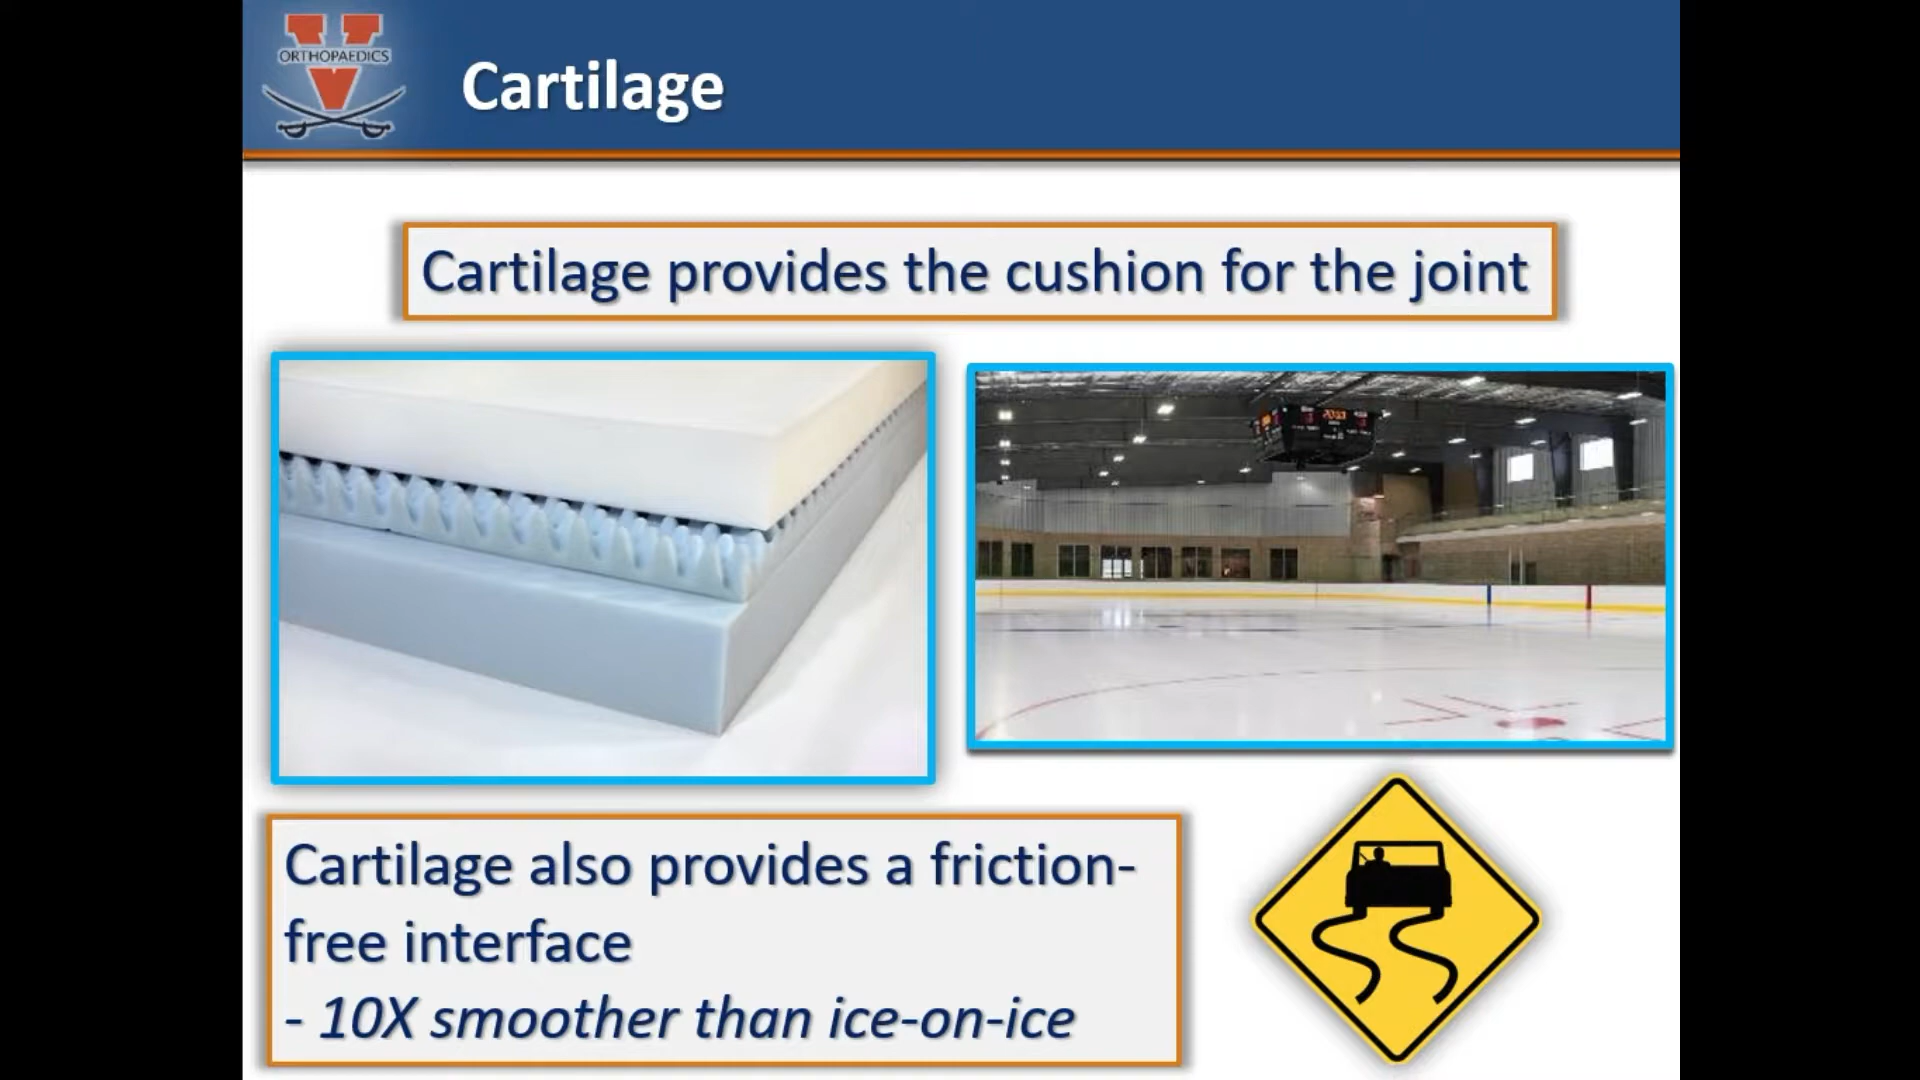 ORTHOPAEDICS
Cartilage
Cartilage provides the cushion for the joint
Cartilage also provides a friction-
free interface
- 10X smoother than ice-on-ice